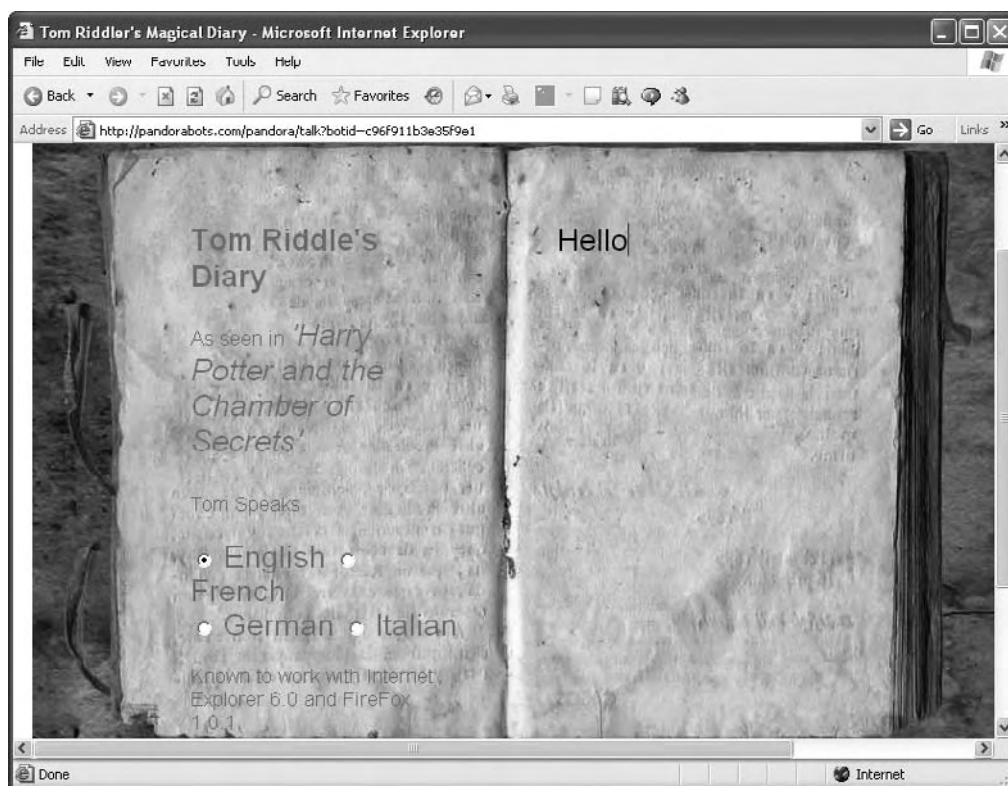 Tom Riddler's Magical Diary - Microsoft Internet Explorer
File Edit View Favorites Tools Help
Back Search Favorites
Address http://pandorabots.com/pandora/talk?botid=c96f911b3e35f9e1 Go Links »
Tom Riddle's
Diary
Hello
As seen in 'Harry
Potter and the
Chamber of
Secrets'
Tom Speaks
English
French
German Italian
Known to work with Internet
Explorer 6.0 and FireFox
1.0.1
Done Internet